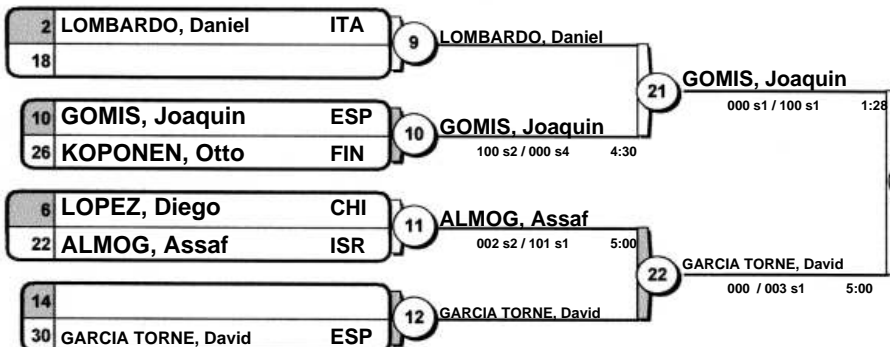 2 LOMBARDO, Daniel ITA
18
9
LOMBARDO, Daniel
10 GOMIS, Joaquin ESP
26 KOPONEN, Otto FIN
10
GOMIS, Joaquin
100 s2 / 000 s4 4:30
21
GOMIS, Joaquin
000 s1 / 100 s1 1:28
6 LOPEZ, Diego CHI
22 ALMOG, Assaf ISR
11
ALMOG, Assaf
002 s2 / 101 s1 5:00
14
30 GARCIA TORNE, David ESP
12
GARCIA TORNE, David
22
GARCIA TORNE, David
000 / 003 s1 5:00